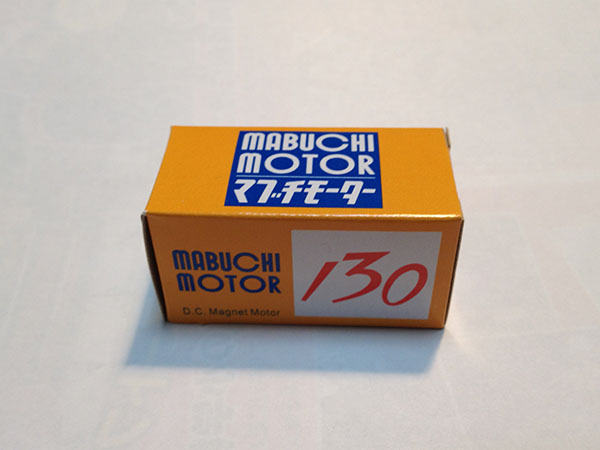 MABUCHI
MOTOR
マブチモーター
MABUCHI
MOTOR
130
D.C. Magnet Motor